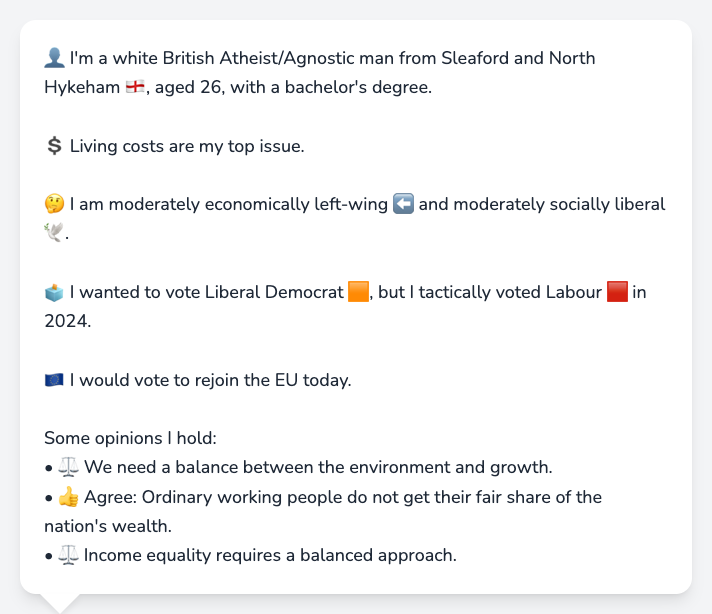 👤 I'm a white British Atheist/Agnostic man from Sleaford and North
Hykeham 🏴󠁧󠁢󠁥󠁮󠁧󠁿, aged 26, with a bachelor's degree.
💲 Living costs are my top issue.
🤔 I am moderately economically left-wing ⬅️ and moderately socially liberal
🕊️.
🗳️ I wanted to vote Liberal Democrat 🟧, but I tactically voted Labour 🟥 in
2024.
🇪🇺 I would vote to rejoin the EU today.
Some opinions I hold:
• ⚖️ We need a balance between the environment and growth.
• 👍 Agree: Ordinary working people do not get their fair share of the
nation's wealth.
• ⚖️ Income equality requires a balanced approach.